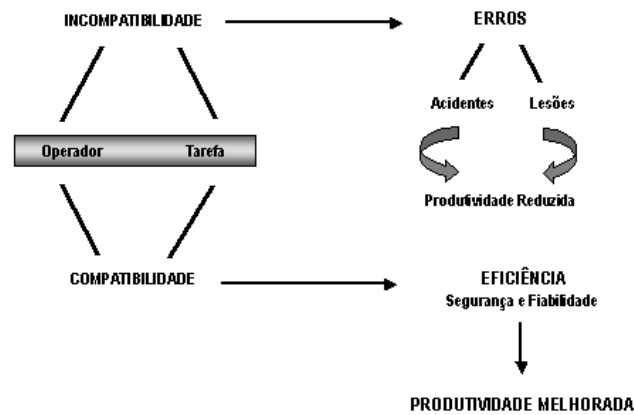 INCOMPATIBILIDADE
ERROS
Acidentes
Lesões
Operador
Tarefa
Produtividade Reduzida
COMPATIBILIDADE
EFICIÊNCIA
Segurança e Fiabilidade
PRODUTIVIDADE MELHORADA